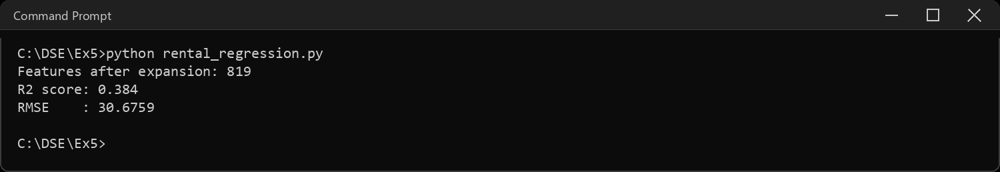 Command Prompt
C:\DSE\Ex5>python rental_regression.py
Features after expansion: 819
R2 score: 0.384
RMSE    : 30.6759
C:\DSE\Ex5>